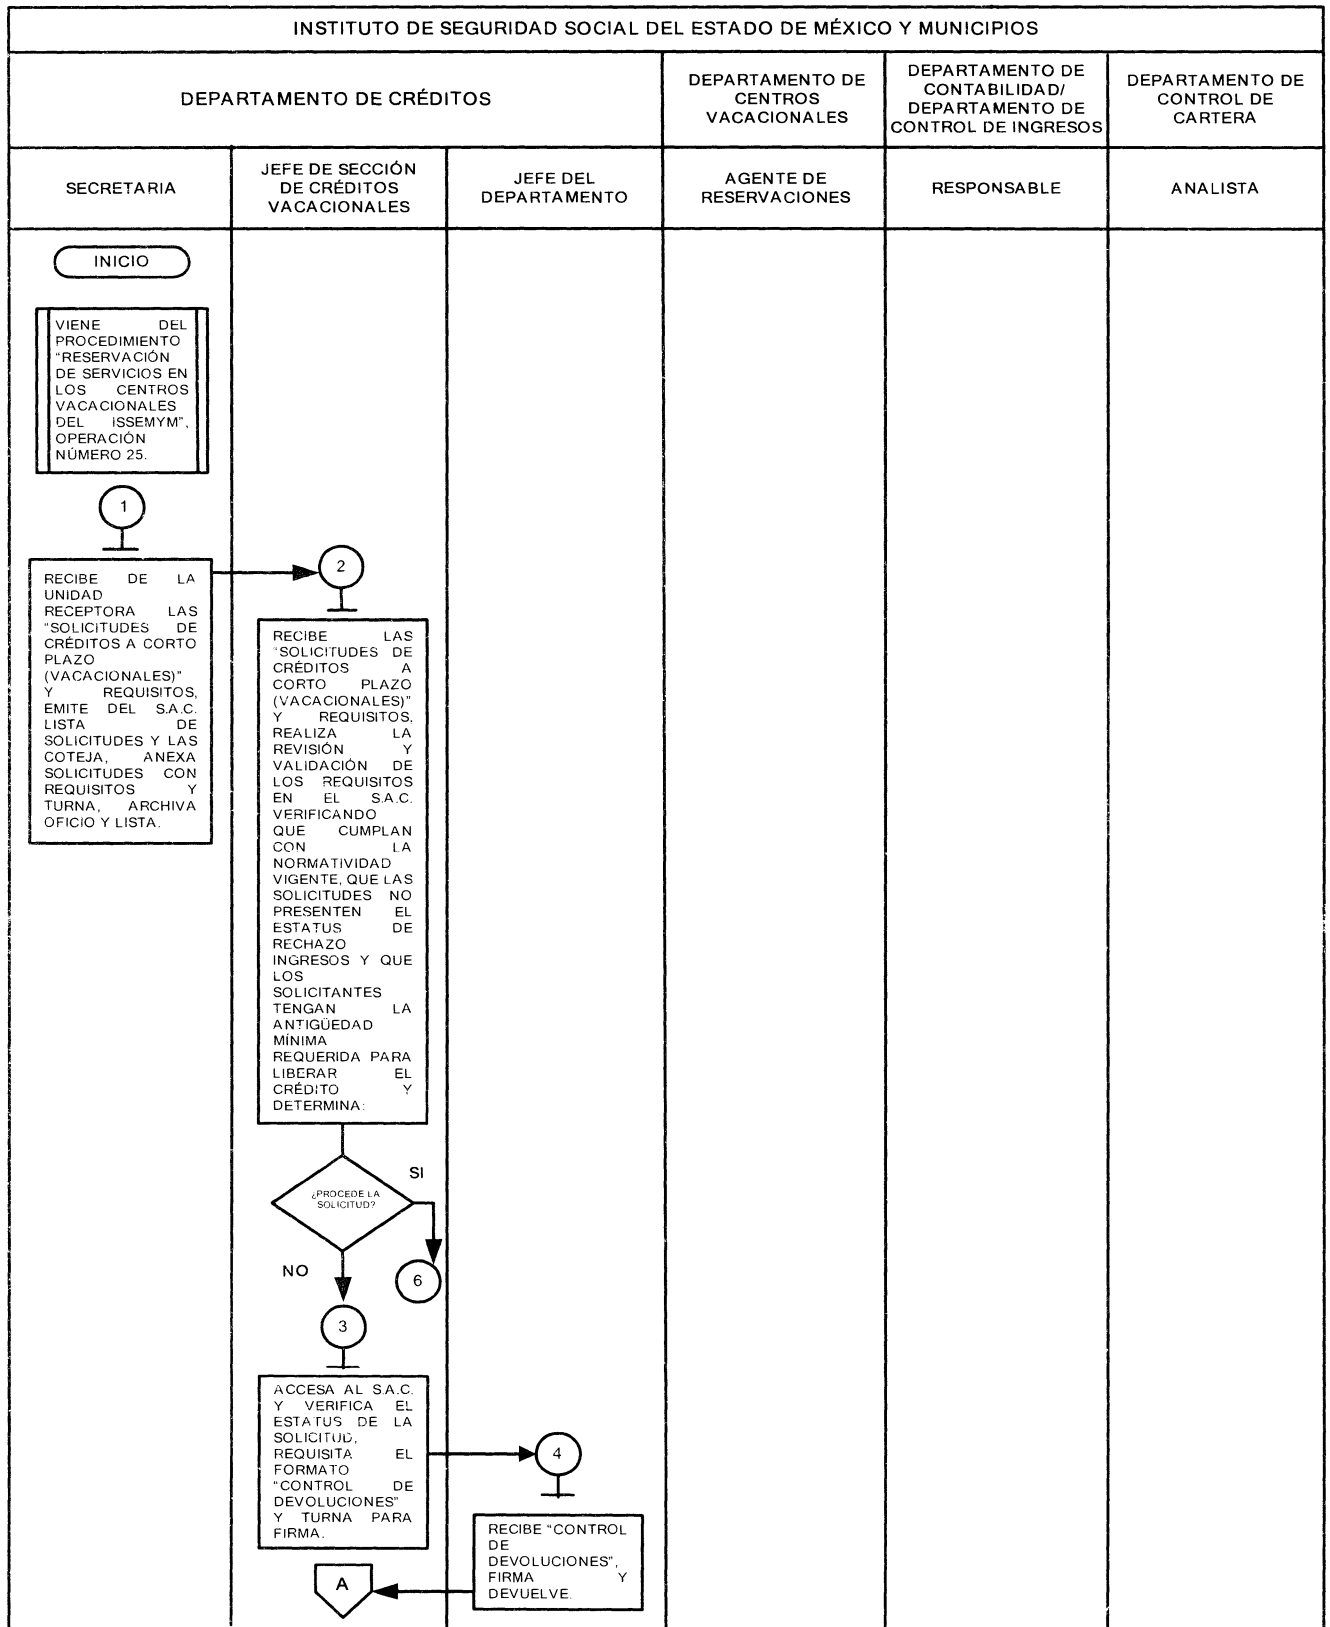 INSTITUTO DE SEGURIDAD SOCIAL DEL ESTADO DE MÉXICO Y MUNICIPIOS
DEPARTAMENTO DE CRÉDITOS
DEPARTAMENTO DE
CENTROS
VACACIONALES
DEPARTAMENTO DE
CONTABILIDAD/
DEPARTAMENTO DE
CONTROL DE INGRESOS
DEPARTAMENTO DE
CONTROL DE
CARTERA
SECRETARIA
JEFE DE SECCIÓN
DE CRÉDITOS
VACACIONALES
JEFE DEL
DEPARTAMENTO
AGENTE DE
RESERVACIONES
RESPONSABLE
ANALISTA
INICIO
VIENE DEL
PROCEDIMIENTO
"RESERVACIÓN
DE SERVICIOS EN
LOS CENTROS
VACACIONALES
DEL ISSEMYM",
OPERACIÓN
NÚMERO 25.
1
RECIBE DE LA
UNIDAD
RECEPTORA LAS
"SOLICITUDES DE
CRÉDITOS A CORTO
PLAZO
(VACACIONALES)"
Y REQUISITOS,
EMITE DEL S.A.C.
LISTA DE
SOLICITUDES Y LAS
COTEJA, ANEXA
SOLICITUDES CON
REQUISITOS Y
TURNA, ARCHIVA
OFICIO Y LISTA.
2
RECIBE LAS
"SOLICITUDES DE
CRÉDITOS A
CORTO PLAZO
(VACACIONALES)"
Y REQUISITOS,
REALIZA LA
REVISIÓN Y
VALIDACIÓN DE
LOS REQUISITOS
EN EL S.A.C.
VERIFICANDO
QUE CUMPLAN
CON LA
NORMATIVIDAD
VIGENTE, QUE LAS
SOLICITUDES NO
PRESENTEN EL
ESTATUS DE
RECHAZO
INGRESOS Y QUE
LOS
SOLICITANTES
TENGAN LA
ANTIGÜEDAD
MÍNIMA
REQUERIDA PARA
LIBERAR EL
CRÉDITO Y
DETERMINA:
¿PROCEDE LA
SOLICITUD?
SI
NO
6
3
ACCESA AL S.A.C.
Y VERIFICA EL
ESTATUS DE LA
SOLICITUD,
REQUISITA EL
FORMATO
"CONTROL DE
DEVOLUCIONES"
Y TURNA PARA
FIRMA.
4
RECIBE "CONTROL
DE
DEVOLUCIONES",
FIRMA Y
DEVUELVE.
A